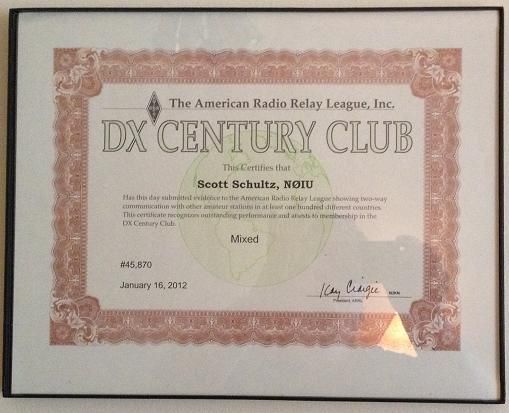 The American Radio Relay League, Inc.
DX CENTURY CLUB
This Certifies that
Scott Schultz, NØIU
Has this day submitted evidence to the American Radio Relay League showing two-way
communication with other amateur stations in at least one hundred different countries.
This certificate recognizes outstanding performance and attests to membership in the
DX Century Club.
Mixed
#45,870
January 16, 2012
Kay Craigie N3KN
President, ARRL